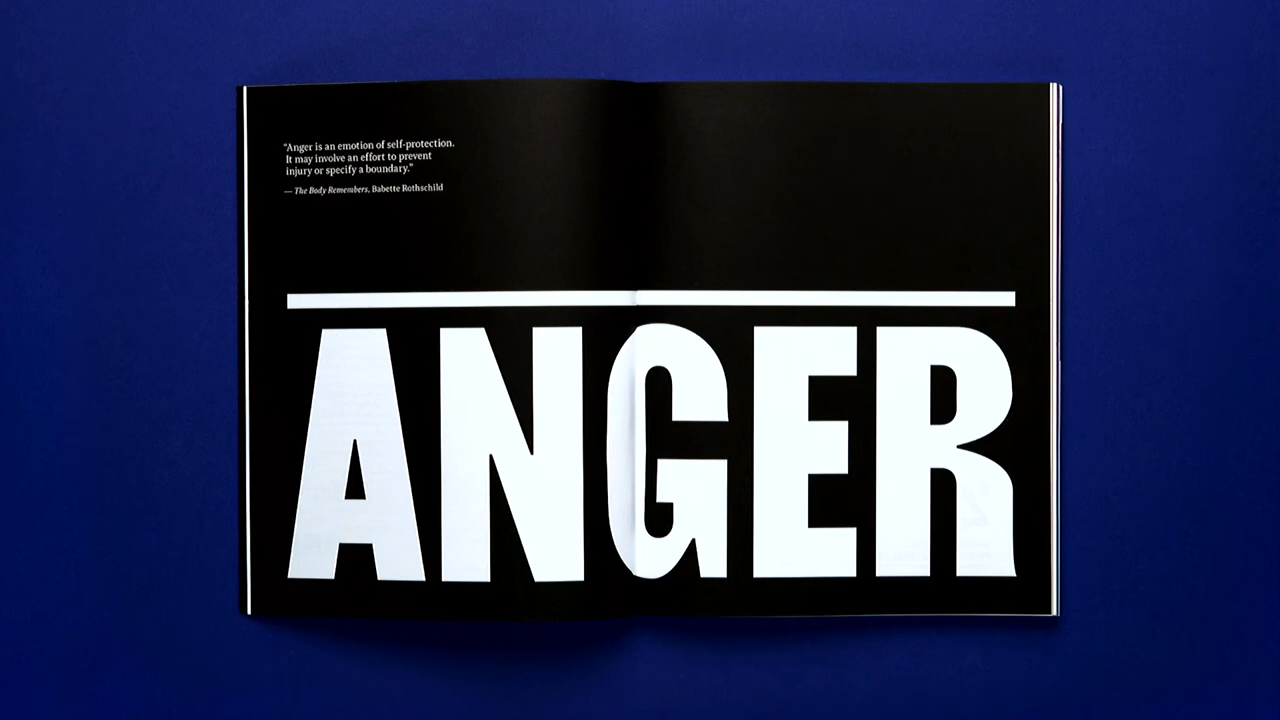 “Anger is an emotion of self-protection.
It may involve an effort to prevent
injury or specify a boundary.”
— The Body Remembers, Babette Rothschild
ANGER